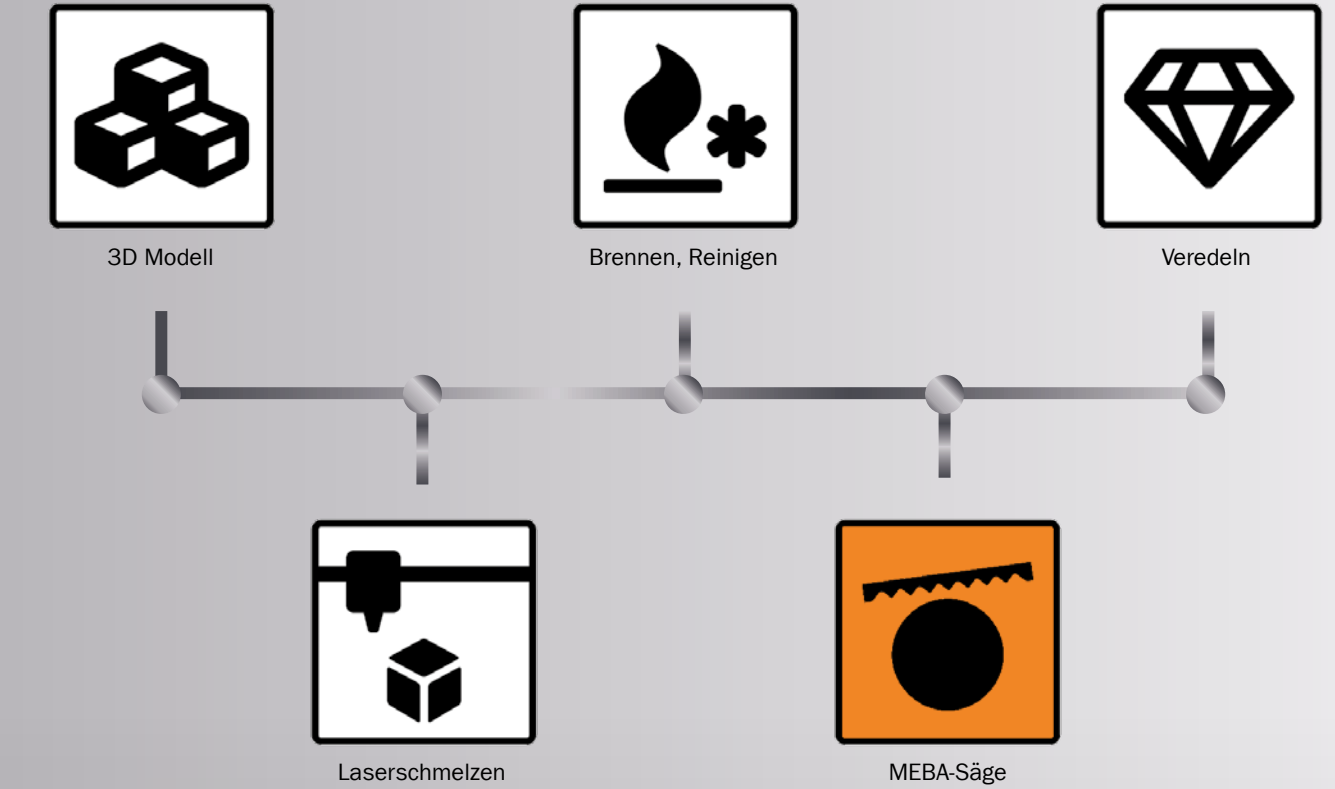 3D Modell
Brennen, Reinigen
Veredeln
Laserschmelzen
MEBA-Säge